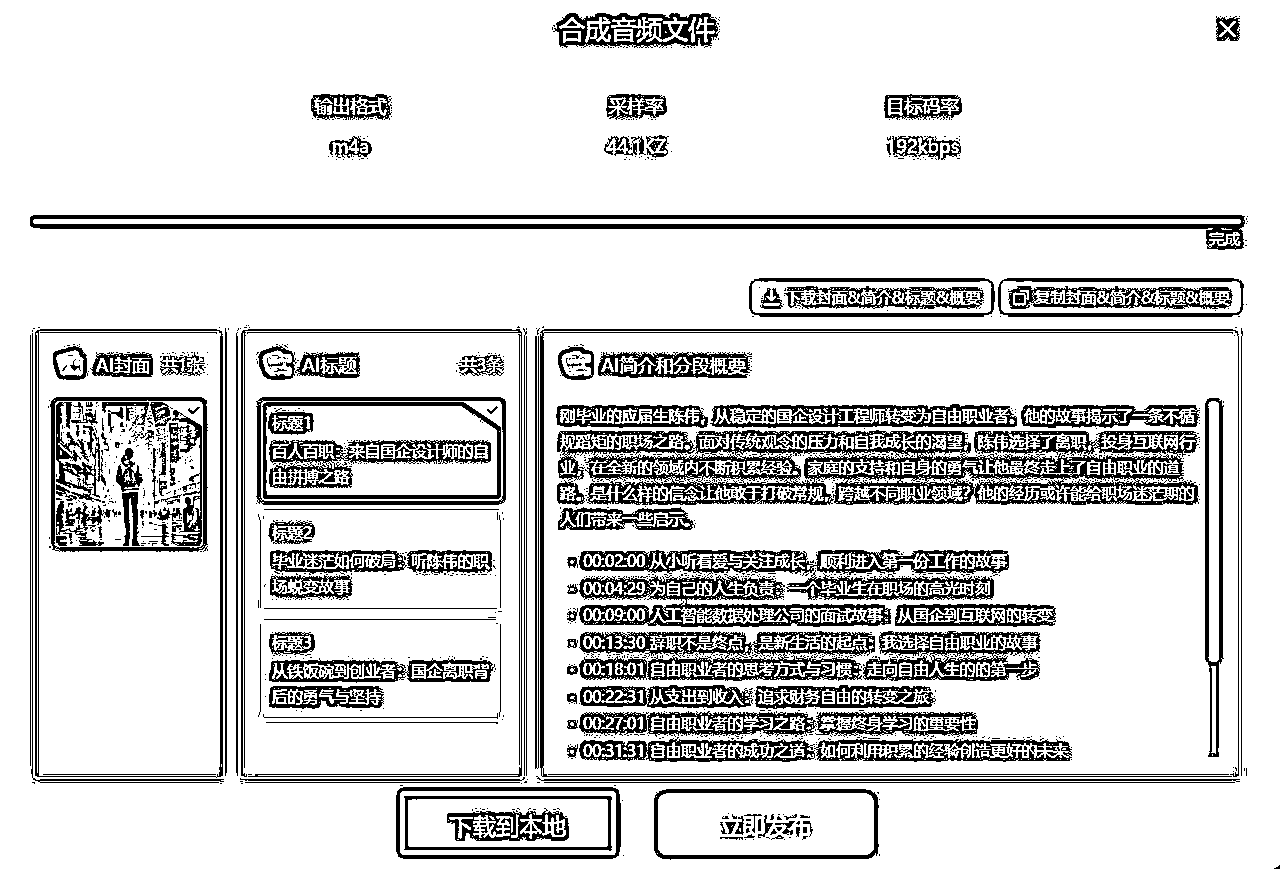 合成音频文件
输出格式
采样率
目标码率
m4a
44.1KZ
192kbps
完成
下载封面&简介&标题&概要
复制封面&简介&标题&概要
AI封面
共1张
AI标题
共3条
标题1
百人百职：来自国企设计师的自
由拼搏之路
标题2
毕业迷茫如何破局：听陈伟的职
场蜕变故事
标题3
从铁饭碗到创业者：国企离职背
后的勇气与坚持
AI简介和分段概要
刚毕业的应届生陈伟，从稳定的国企设计工程师转变为自由职业者。他的故事揭示了一条不循
规蹈矩的职场之路。面对传统观念的压力和自我成长的渴望，陈伟选择了离职，投身互联网行
业，在全新的领域内不断积累经验。家庭的支持和自身的勇气让他最终走上了自由职业的道
路。是什么样的信念让他敢于打破常规，跨越不同职业领域？他的经历或许能给职场迷茫期的
人们带来一些启示。
00:02:00 从小听看爱与关注成长，顺利进入第一份工作的故事
00:04:29 为自己的人生负责：一个毕业生在职场的高光时刻
00:09:00 人工智能数据处理公司的面试故事：从国企到互联网的转变
00:13:30 辞职不是终点，是新生活的起点：我选择自由职业的故事
00:18:01 自由职业者的思考方式与习惯：走向自由人生的的第一步
00:22:31 从支出到收入：追求财务自由的转变之旅
00:27:01 自由职业者的学习之路：掌握终身学习的重要性
00:31:31 自由职业者的成功之道：如何利用积累的经验创造更好的未来
下载到本地
立即发布